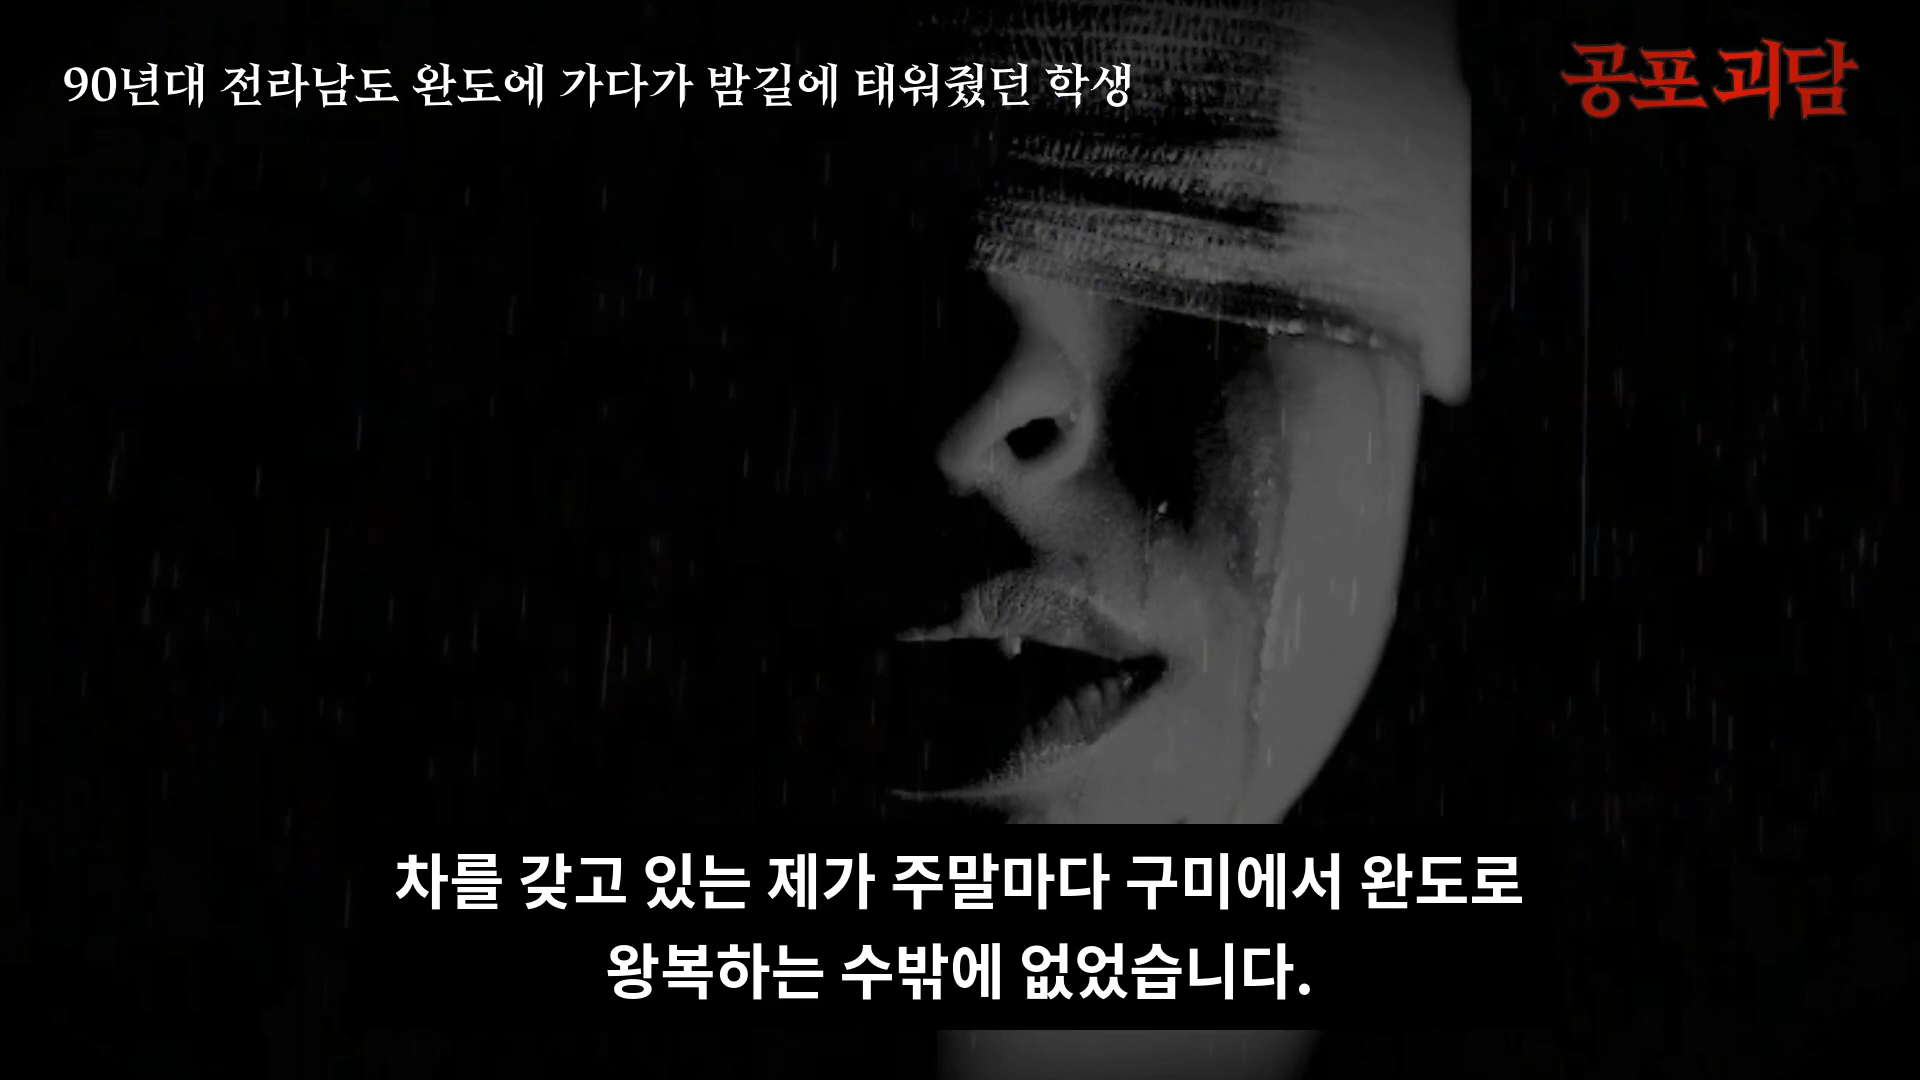 90년대 전라남도 완도에 가다가 밤길에 태워줬던 학생
공포 괴담
차를 갖고 있는 제가 주말마다 구미에서 완도로
왕복하는 수밖에 없었습니다.